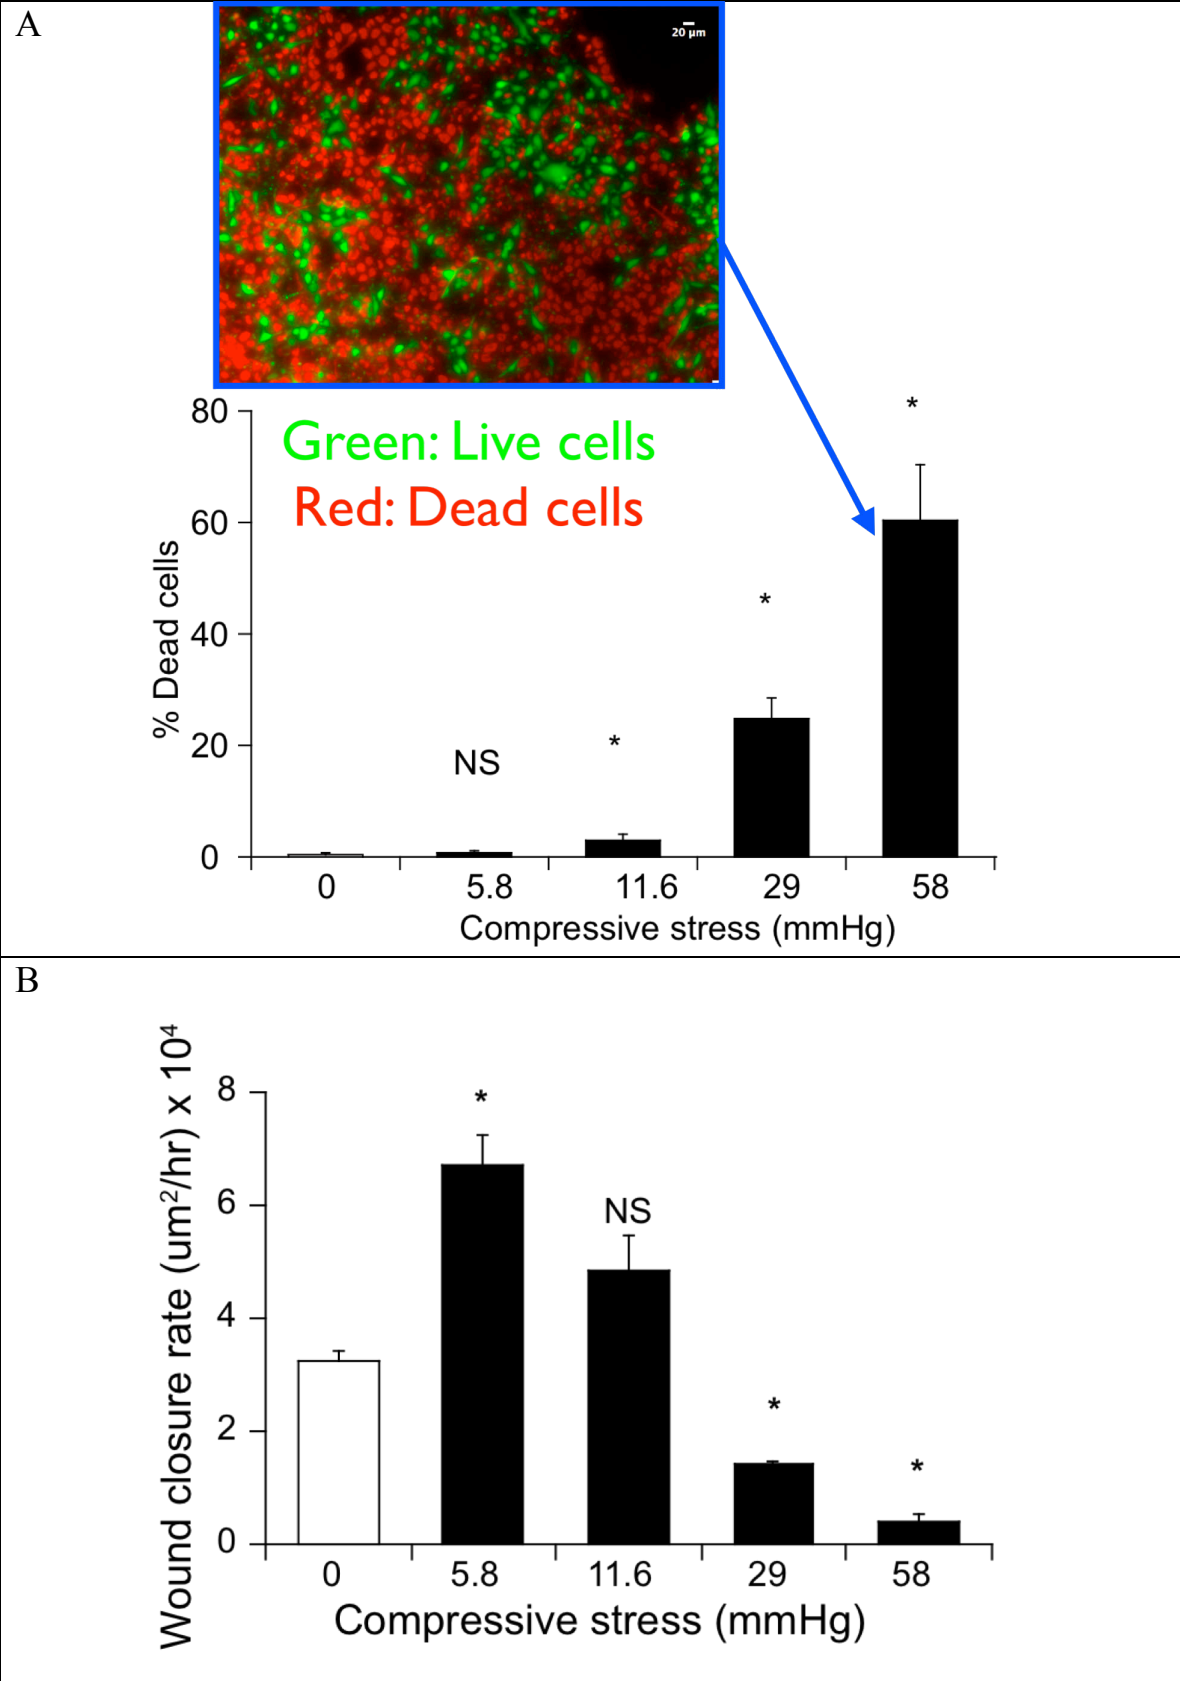 A
20 µm
80
Green: Live cells
Red: Dead cells
*
60
*
% Dead cells
40
*
20
NS
0
0 5.8 11.6 29 58
Compressive stress (mmHg)
B
Wound closure rate (um²/hr) x 10⁴
8
*
6
NS
4
2
*
*
0
0 5.8 11.6 29 58
Compressive stress (mmHg)